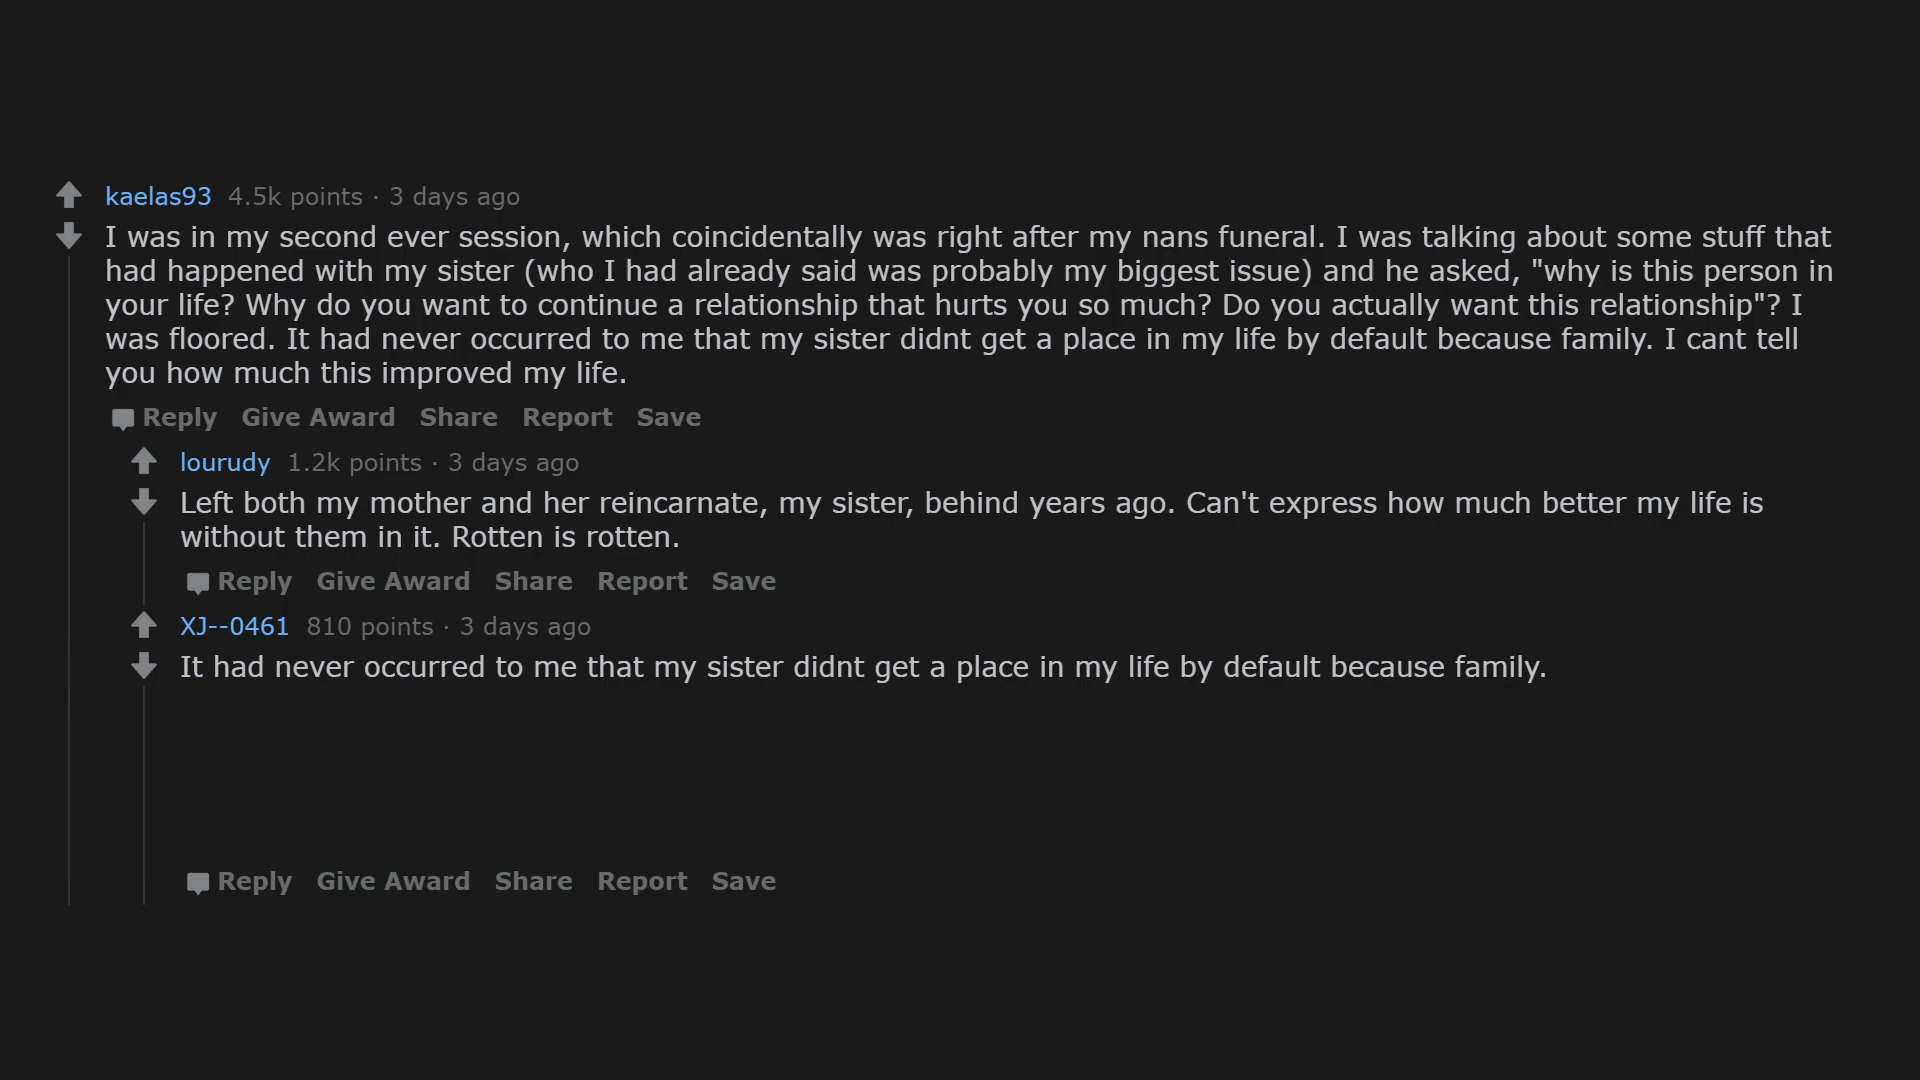 kaelas93 4.5k points · 3 days ago
I was in my second ever session, which coincidentally was right after my nans funeral. I was talking about some stuff that
had happened with my sister (who I had already said was probably my biggest issue) and he asked, "why is this person in
your life? Why do you want to continue a relationship that hurts you so much? Do you actually want this relationship"? I
was floored. It had never occurred to me that my sister didnt get a place in my life by default because family. I cant tell
you how much this improved my life.
Reply Give Award Share Report Save
lourudy 1.2k points · 3 days ago
Left both my mother and her reincarnate, my sister, behind years ago. Can't express how much better my life is
without them in it. Rotten is rotten.
Reply Give Award Share Report Save
XJ--0461 810 points · 3 days ago
It had never occurred to me that my sister didnt get a place in my life by default because family.
Reply Give Award Share Report Save